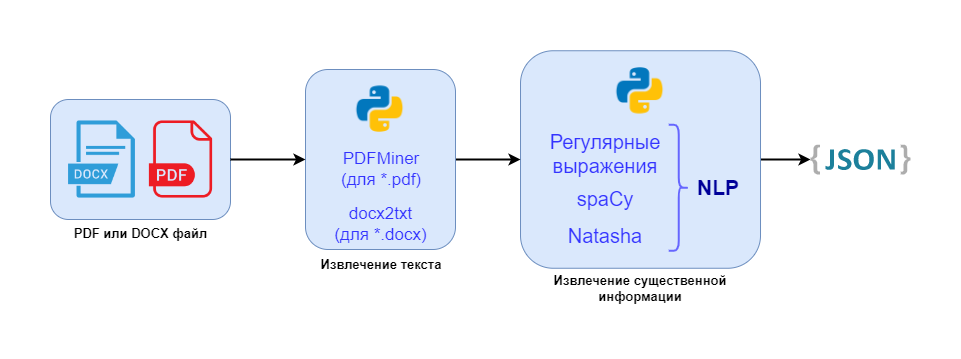 DOCX
PDF
PDF или DOCX файл
PDFMiner
(для *.pdf)
docx2txt
(для *.docx)
Извлечение текста
Регулярные
выражения
spaCy
Natasha
NLP
Извлечение существенной
информации
{JSON}